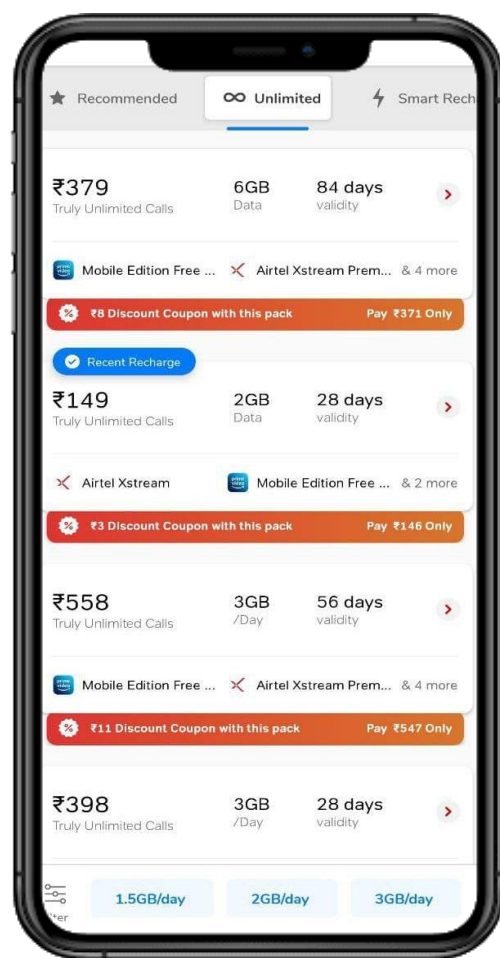 Recommended
Unlimited
Smart Rech
₹379
Truly Unlimited Calls
6GB
Data
84 days
validity
Mobile Edition Free ...
Airtel Xstream Prem...
& 4 more
₹8 Discount Coupon with this pack
Pay ₹371 Only
Recent Recharge
₹149
Truly Unlimited Calls
2GB
Data
28 days
validity
Airtel Xstream
Mobile Edition Free ...
& 2 more
₹3 Discount Coupon with this pack
Pay ₹146 Only
₹558
Truly Unlimited Calls
3GB
/Day
56 days
validity
Mobile Edition Free ...
Airtel Xstream Prem...
& 4 more
₹11 Discount Coupon with this pack
Pay ₹547 Only
₹398
Truly Unlimited Calls
3GB
/Day
28 days
validity
1.5GB/day
2GB/day
3GB/day